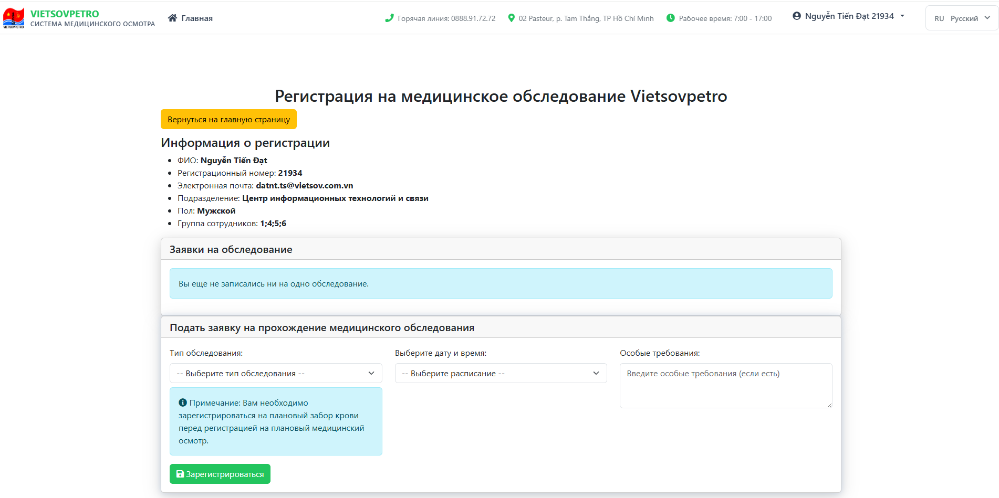 VIETSOVPETRO
СИСТЕМА МЕДИЦИНСКОГО ОСМОТРА
VIETSOVPETRO
Главная
Горячая линия: 0888.91.72.72
02 Pasteur, p. Tam Thắng, TP Hồ Chí Minh
Рабочее время: 7:00 - 17:00
Nguyễn Tiến Đạt 21934
RU Русский
Регистрация на медицинское обследование Vietsovpetro
Вернуться на главную страницу
Информация о регистрации
ФИО: Nguyễn Tiến Đạt
Регистрационный номер: 21934
Электронная почта: datnt.ts@vietsov.com.vn
Подразделение: Центр информационных технологий и связи
Пол: Мужской
Группа сотрудников: 1;4;5;6
Заявки на обследование
Вы еще не записались ни на одно обследование.
Подать заявку на прохождение медицинского обследования
Тип обследования:
-- Выберите тип обследования --
Примечание: Вам необходимо
зарегистрироваться на плановый забор крови
перед регистрацией на плановый медицинский
осмотр.
Выберите дату и время:
-- Выберите расписание --
Особые требования:
Введите особые требования (если есть)
Зарегистрироваться